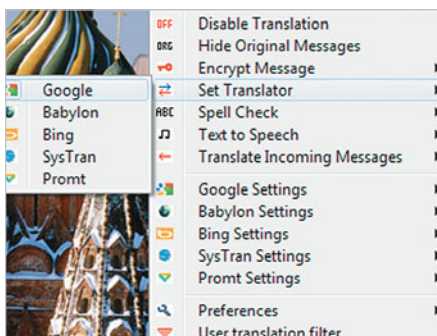 Google
Babylon
Bing
SysTran
Promt
OFF Disable Translation
ORG Hide Original Messages
Encrypt Message
Set Translator
ABC Spell Check
Text to Speech
Translate Incoming Messages
Google Settings
Babylon Settings
Bing Settings
SysTran Settings
Promt Settings
Preferences
User translation filter